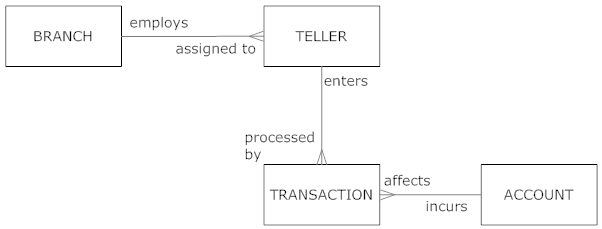 employs
BRANCH
TELLER
assigned to
enters
processed
by
affects
TRANSACTION
ACCOUNT
incurs